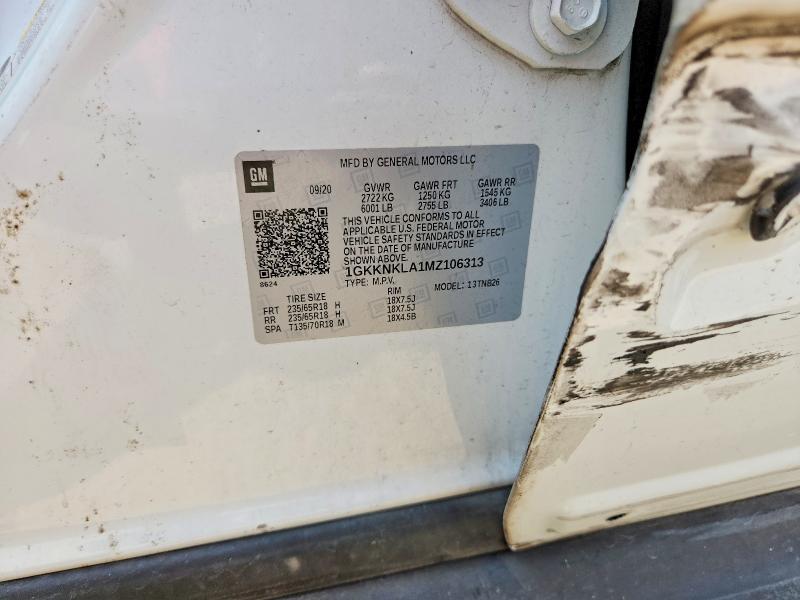 GM
MFD BY GENERAL MOTORS LLC
09/20 GVWR GAWR FRT GAWR RR
2722 KG 1250 KG 1545 KG
6001 LB 2755 LB 3406 LB
THIS VEHICLE CONFORMS TO ALL
APPLICABLE U.S. FEDERAL MOTOR
VEHICLE SAFETY STANDARDS IN EFFECT
ON THE DATE OF MANUFACTURE
SHOWN ABOVE.
1GKKNKLA1MZ106313
8624 TYPE: M.P.V. MODEL: 13TNB26
TIRE SIZE RIM
FRT 235/65R18 H 18X7.5J
RR 235/65R18 H 18X7.5J
SPA T135/70R18 M 18X4.5B